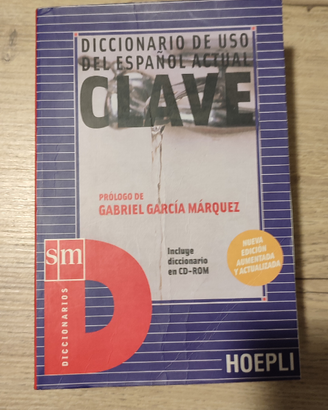 DICCIONARIO DE USO
DEL ESPAÑOL ACTUAL
CLAVE
PRÓLOGO DE
GABRIEL GARCÍA MÁRQUEZ
Incluye
diccionario
en CD-ROM
NUEVA
EDICIÓN
AUMENTADA
Y ACTUALIZADA
sm
DICCIONARIOS
HOEPLI